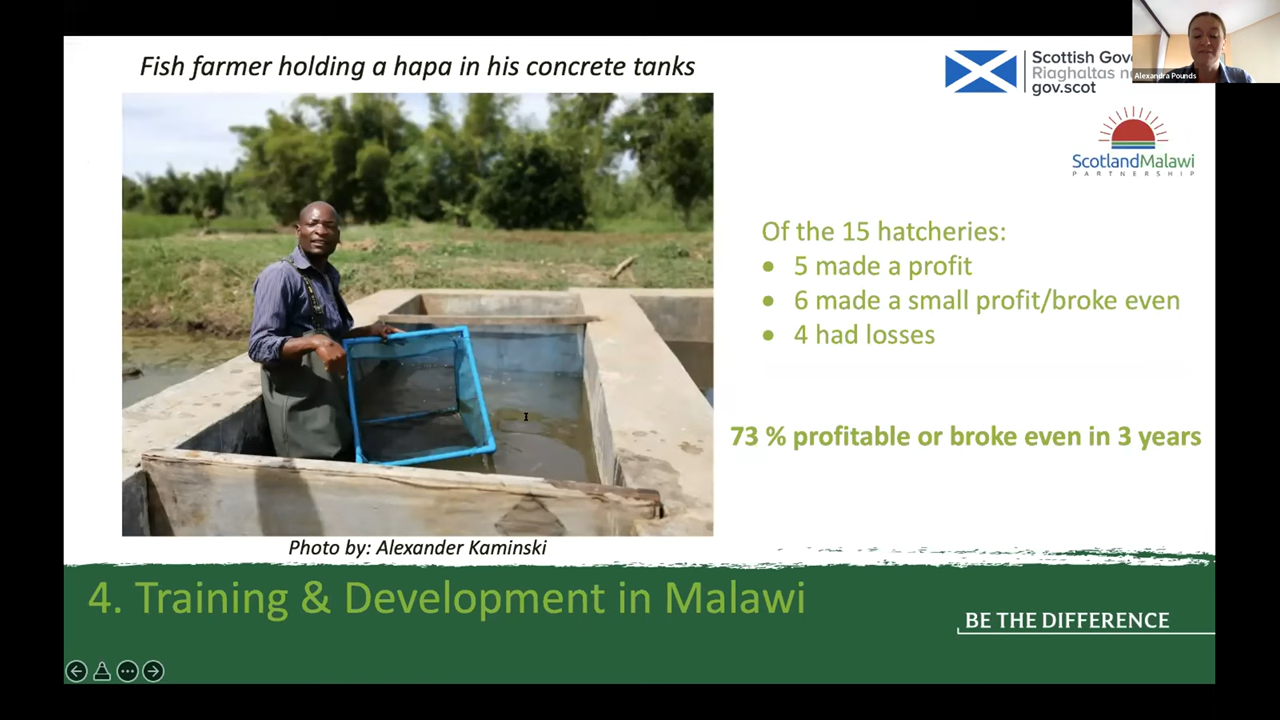 Fish farmer holding a hapa in his concrete tanks
Scottish Gov
Riaghaltas n
gov.scot
Alexandra Pounds
ScotlandMalawi
PARTNERSHIP
Of the 15 hatcheries:
• 5 made a profit
• 6 made a small profit/broke even
• 4 had losses
73 % profitable or broke even in 3 years
Photo by: Alexander Kaminski
4. Training & Development in Malawi
BE THE DIFFERENCE